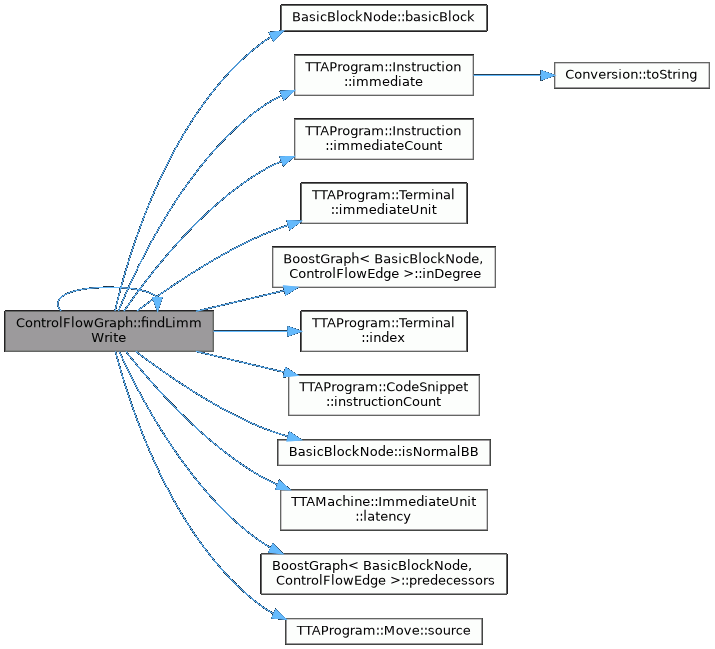 BasicBlockNode::basicBlock
TTAProgram::Instruction
::immediate
Conversion::toString
TTAProgram::Instruction
::immediateCount
TTAProgram::Terminal
::immediateUnit
BoostGraph< BasicBlockNode,
ControlFlowEdge >::inDegree
ControlFlowGraph::findLimm
Write
TTAProgram::Terminal
::index
TTAProgram::CodeSnippet
::instructionCount
BasicBlockNode::isNormalBB
TTAMachine::ImmediateUnit
::latency
BoostGraph< BasicBlockNode,
ControlFlowEdge >::predecessors
TTAProgram::Move::source